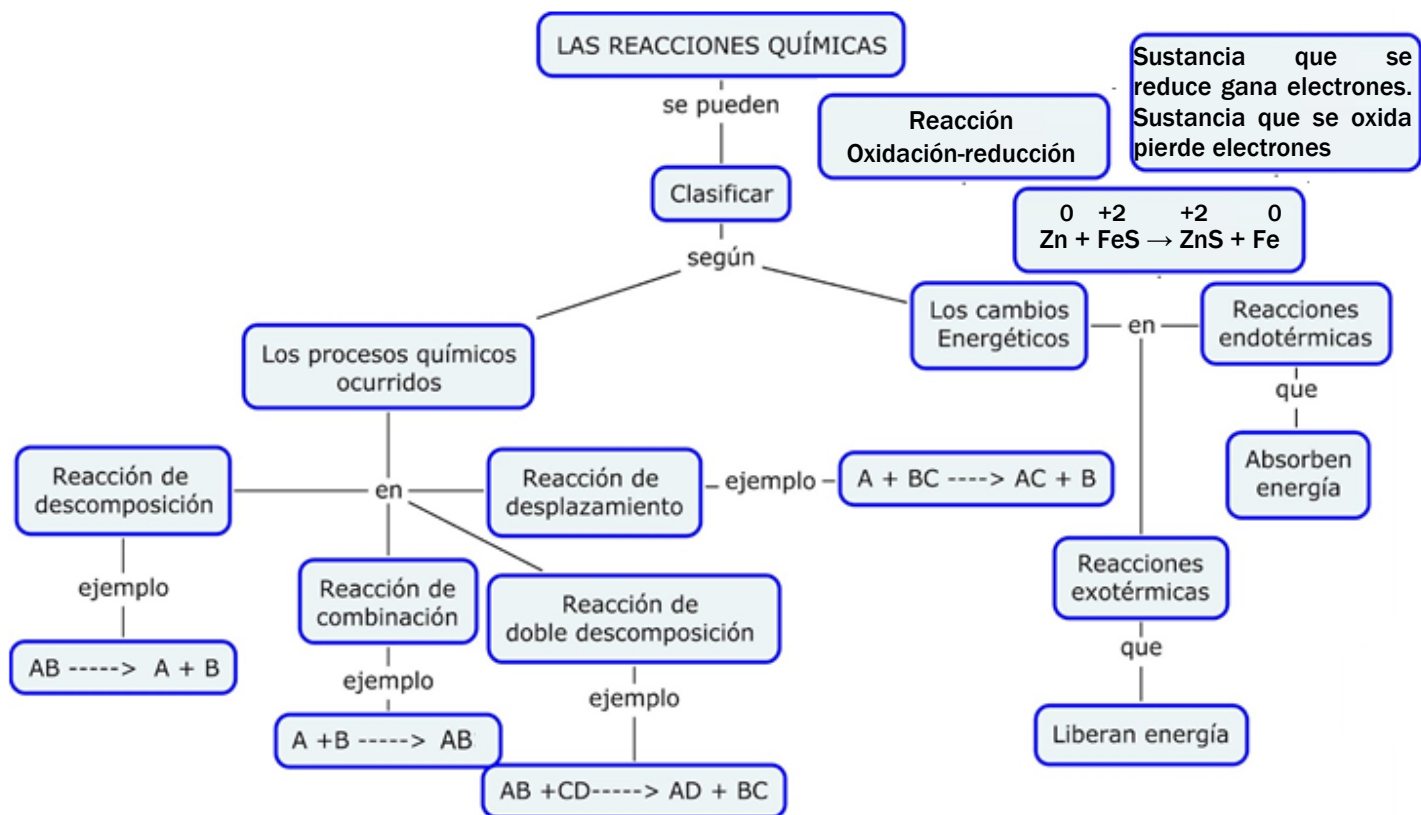 LAS REACCIONES QUÍMICAS
se pueden
Clasificar
según
Reacción
Oxidación-reducción
Sustancia que se
reduce gana electrones.
Sustancia que se oxida
pierde electrones
0 +2 +2 0
Zn + FeS → ZnS + Fe
Los procesos químicos
ocurridos
en
Reacción de
descomposición
ejemplo
AB -----> A + B
Reacción de
combinación
ejemplo
A +B -----> AB
Reacción de
doble descomposición
ejemplo
AB +CD-----> AD + BC
Reacción de
desplazamiento
ejemplo
A + BC ----> AC + B
Los cambios
Energéticos
en
Reacciones
endotérmicas
que
Absorben
energía
Reacciones
exotérmicas
que
Liberan energía